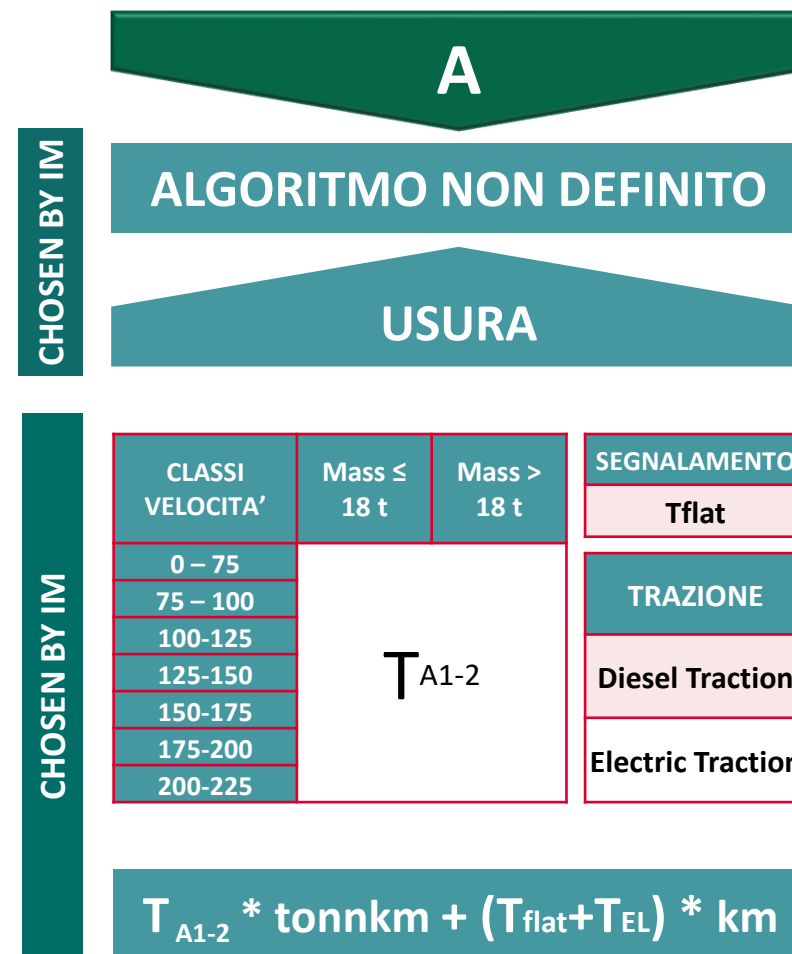 A
CHOSEN BY IM
ALGORITMO NON DEFINITO
USURA
CHOSEN BY IM
CLASSI VELOCITA’
Mass ≤ 18 t
Mass > 18 t
0 – 75
75 – 100
100-125
125-150
150-175
175-200
200-225
T A1-2
SEGNALAMENTO
Tflat
TRAZIONE
Diesel Traction
Electric Traction
T A1-2 * tonnkm + (Tflat+TEL) * km